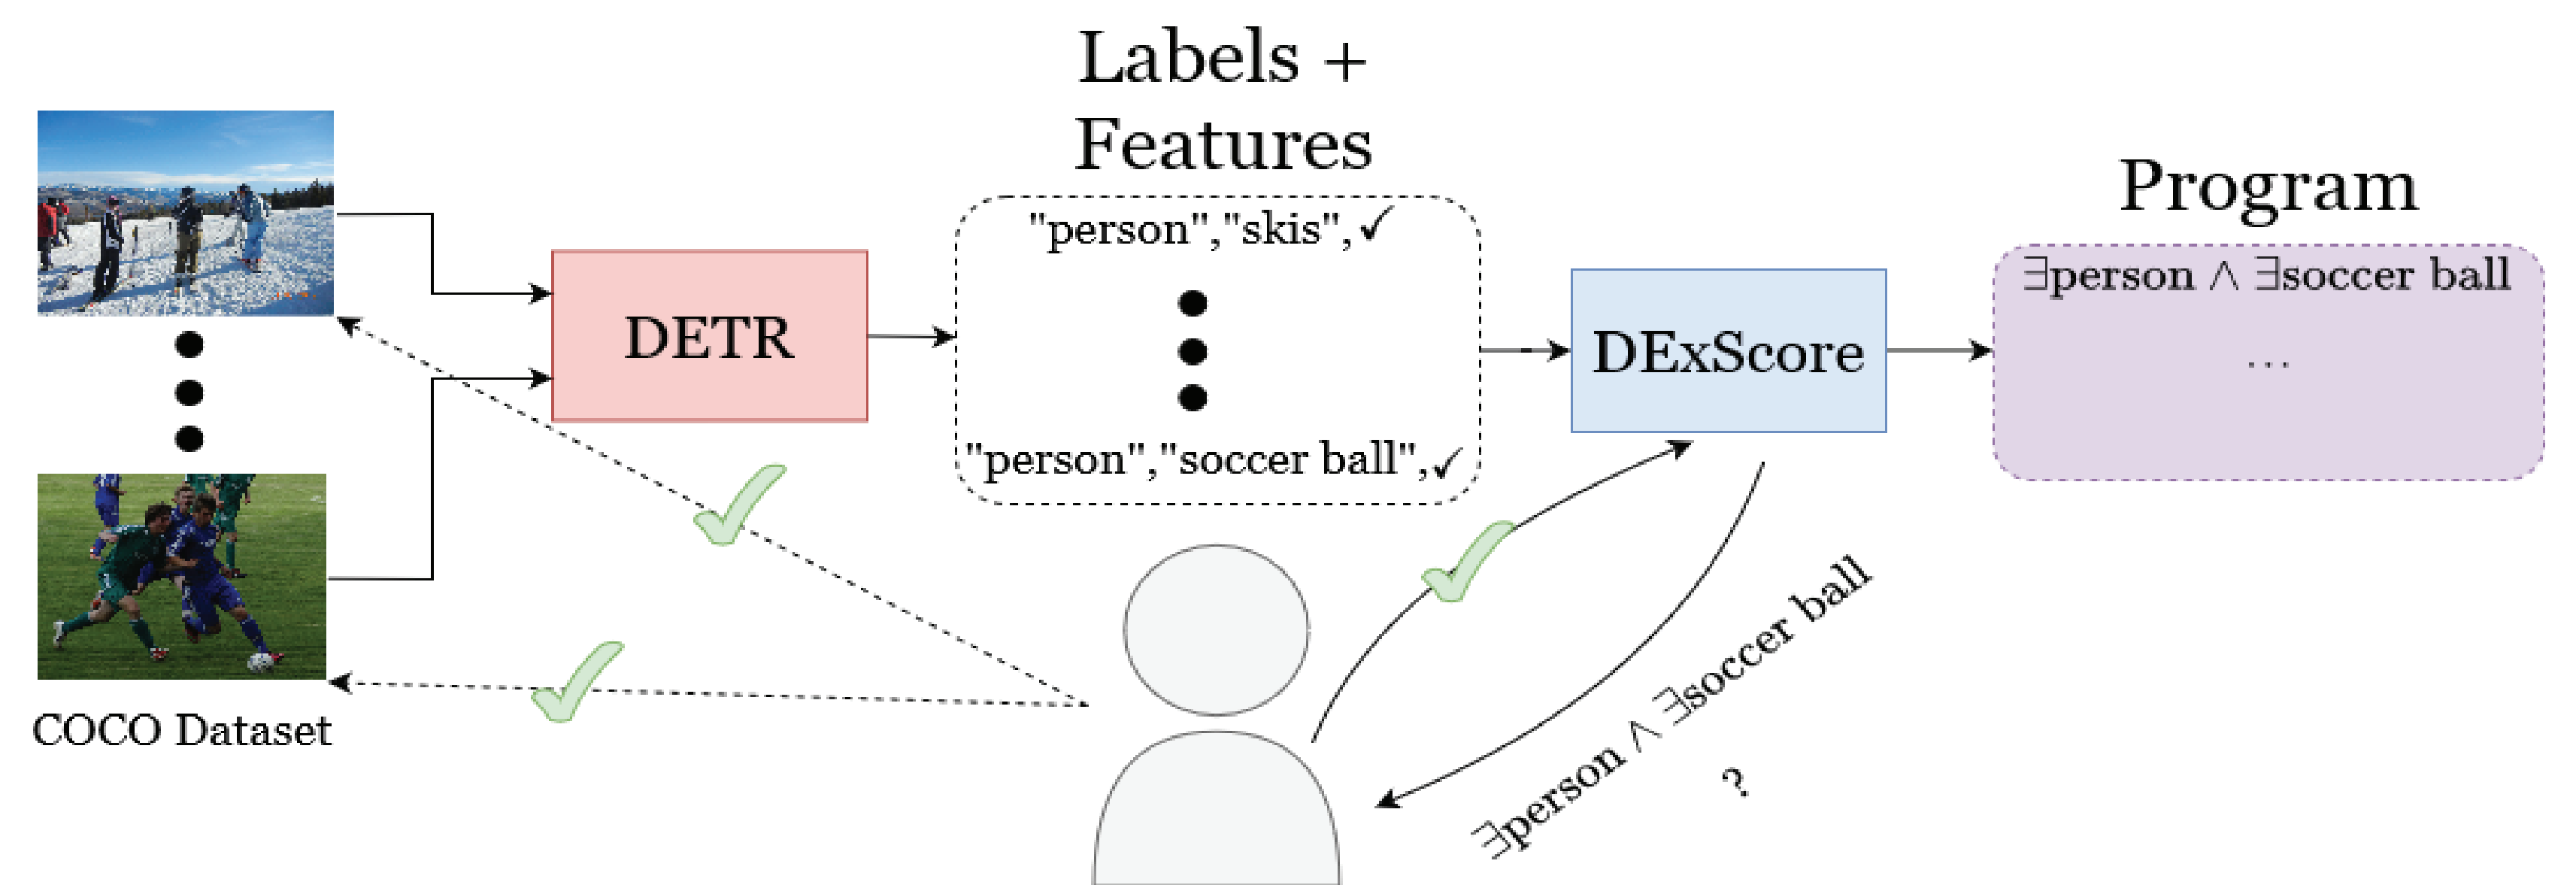 Labels +
Features
"person","skis",✓
"person","soccer ball",✓
DETR
DExScore
Program
∃person ∧ ∃soccer ball
...
COCO Dataset
∃person ∧ ∃soccer ball
?